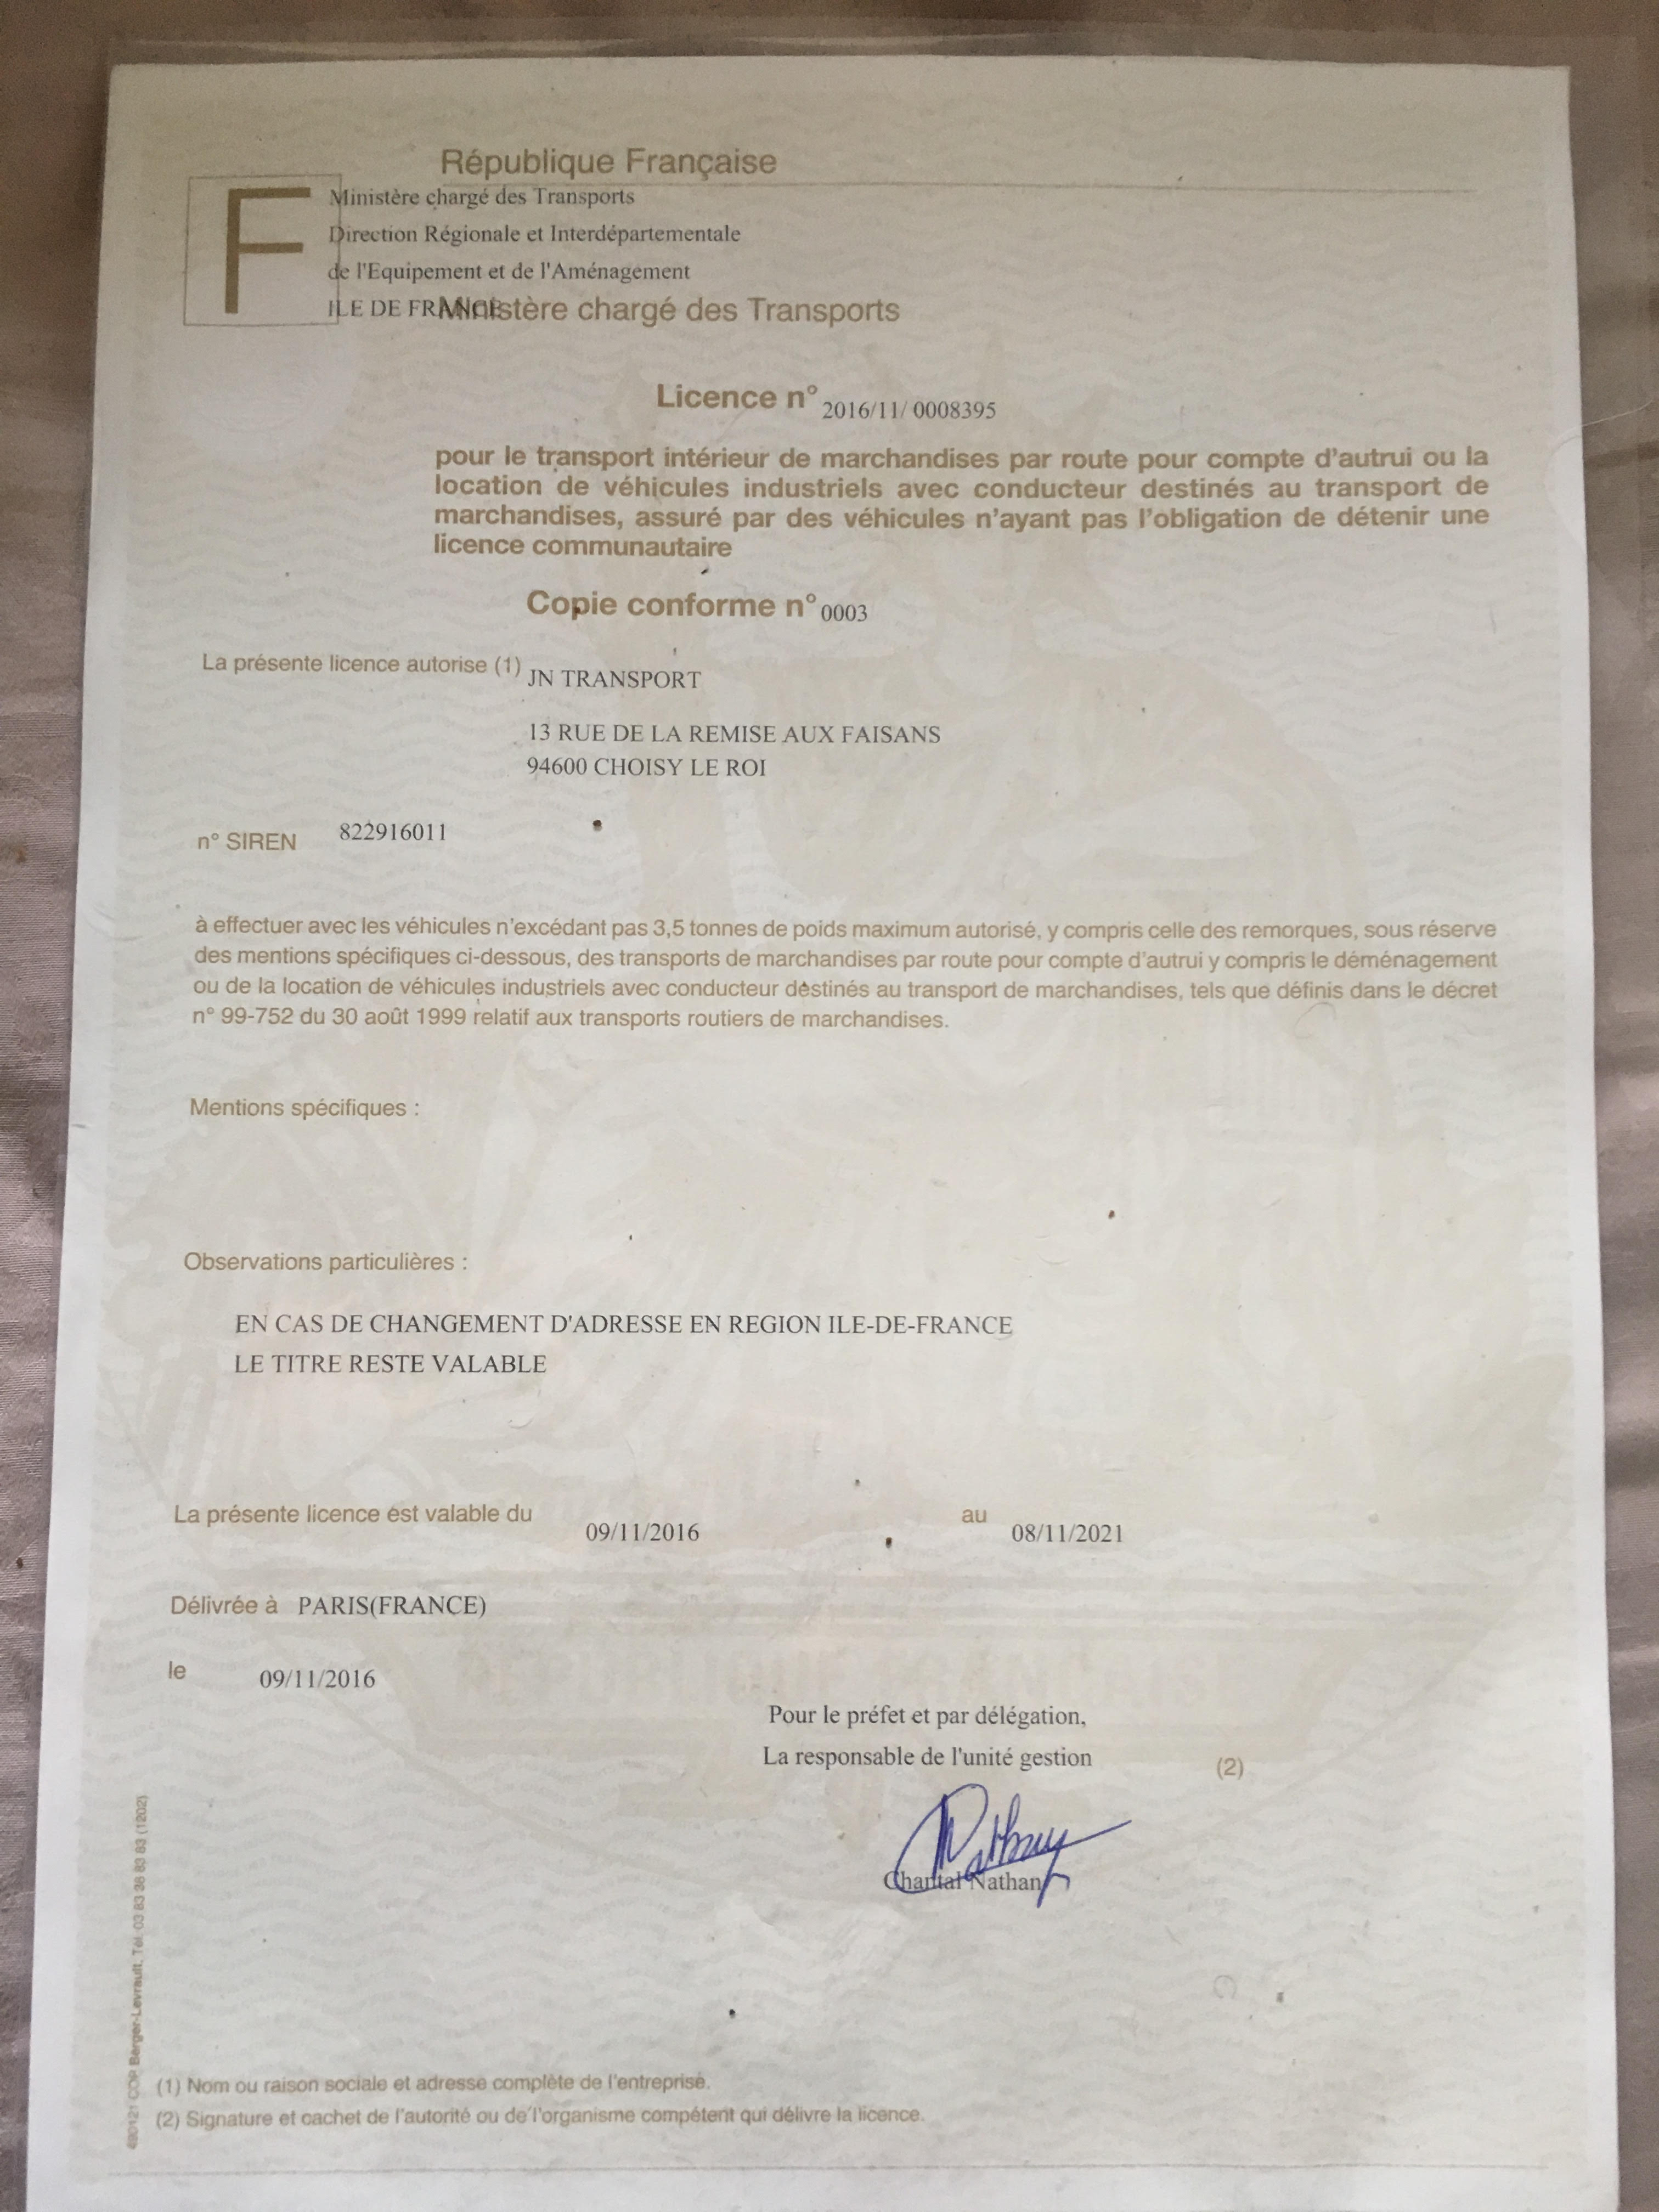 République Française
F
Ministère chargé des Transports
Direction Régionale et Interdépartementale
de l'Equipement et de l'Aménagement
ILE DE FRANCE
Ministère chargé des Transports
Licence n° 2016/11/ 0008395
pour le transport intérieur de marchandises par route pour compte d'autrui ou la
location de véhicules industriels avec conducteur destinés au transport de
marchandises, assuré par des véhicules n'ayant pas l'obligation de détenir une
licence communautaire
Copie conforme n° 0003
La présente licence autorise (1) JN TRANSPORT
13 RUE DE LA REMISE AUX FAISANS
94600 CHOISY LE ROI
n° SIREN 822916011
à effectuer avec les véhicules n'excédant pas 3,5 tonnes de poids maximum autorisé, y compris celle des remorques, sous réserve
des mentions spécifiques ci-dessous, des transports de marchandises par route pour compte d'autrui y compris le déménagement
ou de la location de véhicules industriels avec conducteur destinés au transport de marchandises, tels que définis dans le décret
n° 99-752 du 30 août 1999 relatif aux transports routiers de marchandises.
Mentions spécifiques :
Observations particulières :
EN CAS DE CHANGEMENT D'ADRESSE EN REGION ILE-DE-FRANCE
LE TITRE RESTE VALABLE
La présente licence est valable du 09/11/2016 au 08/11/2021
Délivrée à PARIS(FRANCE)
le 09/11/2016
Pour le préfet et par délégation,
La responsable de l'unité gestion (2)
Chantal Nathan
Berger-Levrault, Tél. 03 83 38 83 83 (1202)
(1) Nom ou raison sociale et adresse complète de l'entreprise.
(2) Signature et cachet de l'autorité ou de l'organisme compétent qui délivre la licence.